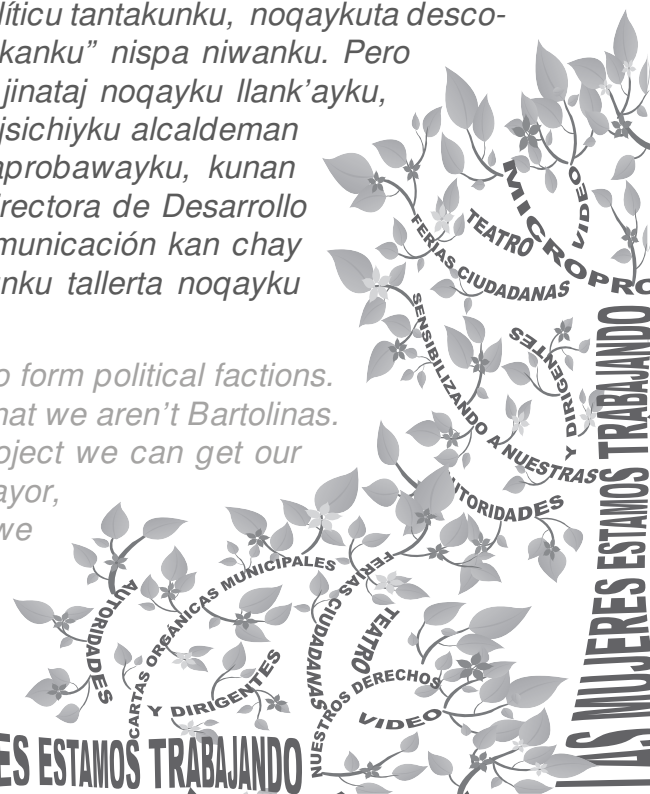 líticu tantakunku, noqaykuta desco-
kanku” nispa niwanku. Pero
jinataj noqayku llank’ayku,
jsichiyku alcaldeman
aprobawayku, kunan
rectora de Desarrollo
municación kan chay
unku tallerta noqayku
o form political factions.
hat we aren’t Bartolinas.
oject we can get our
ayor,
we
MICROPRO
VIDEO
TEATRO
FERIAS CIUDADANAS
SENSIBILIZANDO A NUESTRAS
Y DIRIGENTES
UTORIDADES
LAS MUJERES ESTAMOS TRABAJANDO
AUTORIDADES
CARTAS ORGÁNICAS MUNICIPALES
Y DIRIGENTES
FERIAS CIUDADANAS
TEATRO
NUESTROS DERECHOS
VIDEO
ES ESTAMOS TRABAJANDO